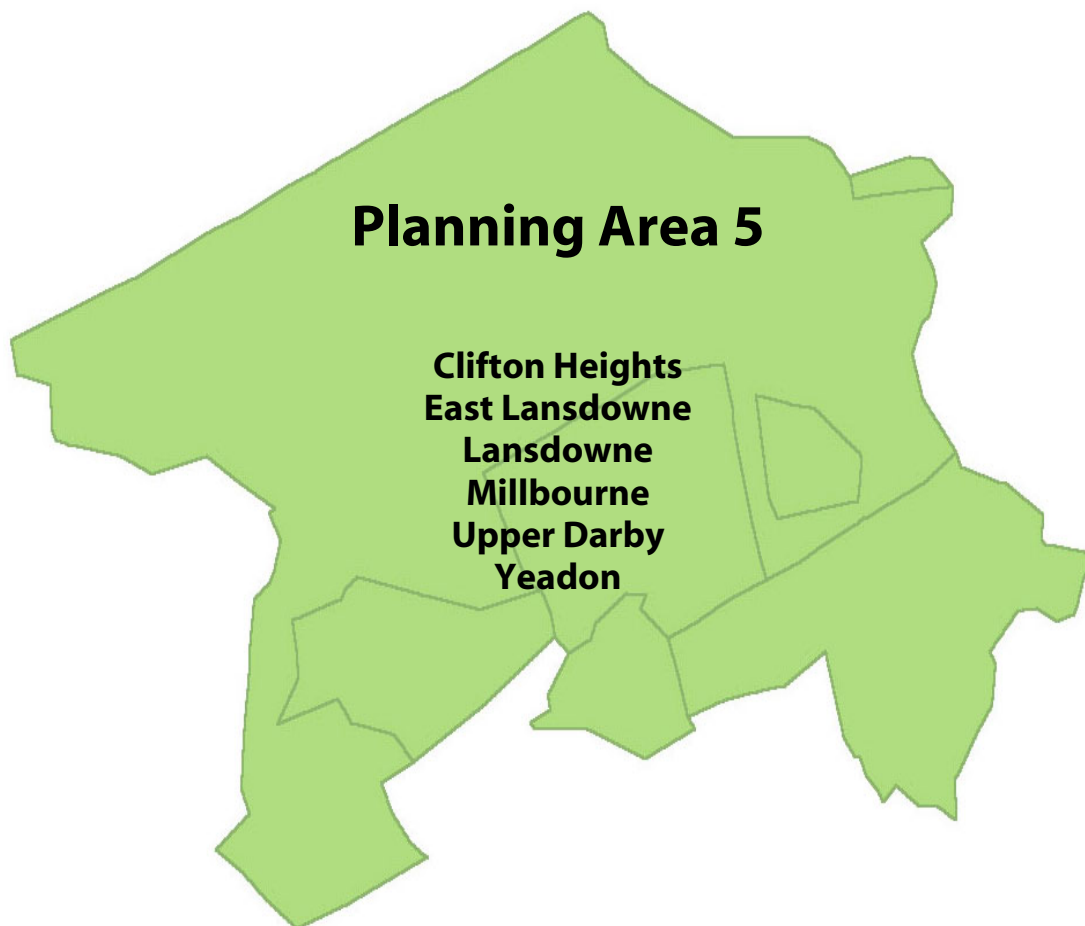 Planning Area 5
Clifton Heights
East Lansdowne
Lansdowne
Millbourne
Upper Darby
Yeadon